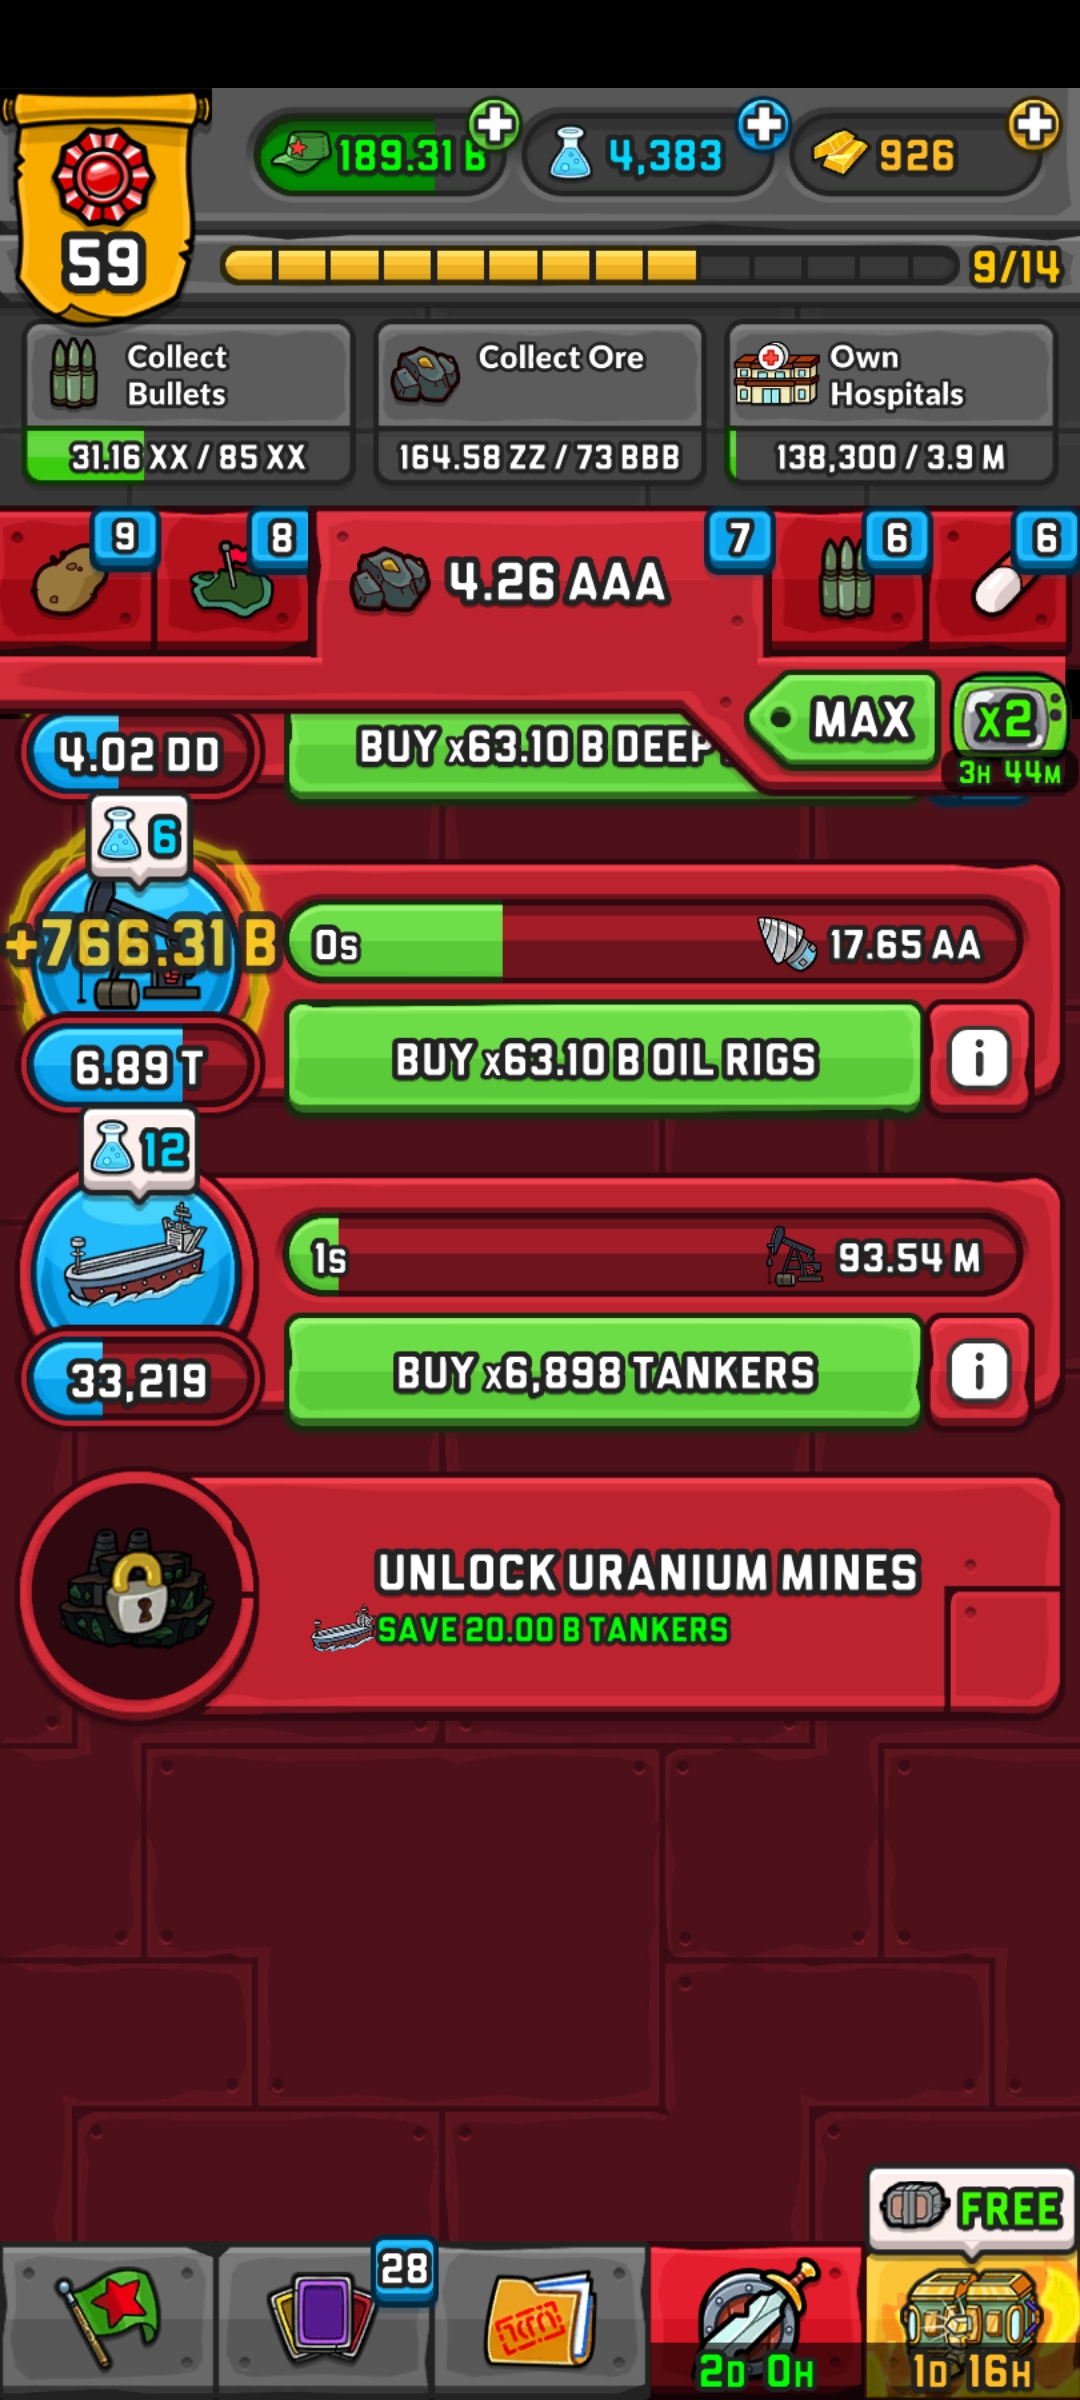 59
189.31 B
4,383
926
9/14
Collect
Bullets
31.16 XX / 85 XX
Collect Ore
164.58 ZZ / 73 BBB
Own
Hospitals
138,300 / 3.9 M
9
8
4.26 AAA
7
6
6
MAX
x2
3H 44M
4.02 DD
BUY x63.10 B DEEP
6
+766.31 B
0s
17.65 AA
6.89 T
BUY x63.10 B OIL RIGS
i
12
1s
93.54 M
33,219
BUY x6,898 TANKERS
i
UNLOCK URANIUM MINES
SAVE 20.00 B TANKERS
FREE
28
2D 0H
1D 16H